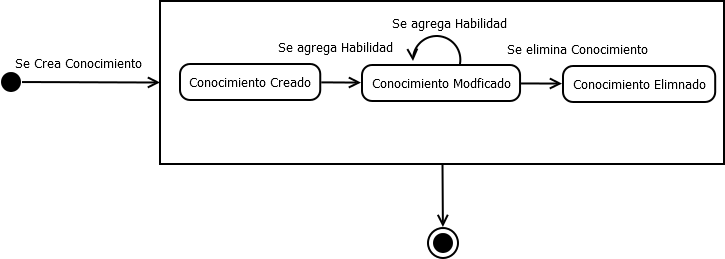 Se agrega Habilidad
Se agrega Habilidad
Se elimina Conocimiento
Se Crea Conocimiento
Conocimiento Creado
Conocimiento Modficado
Conocimiento Elimnado